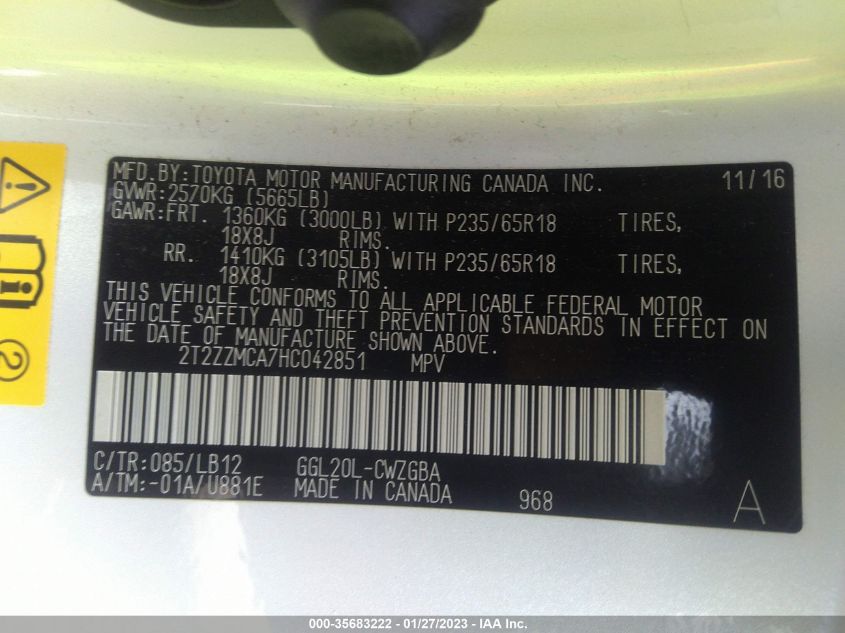 MFD.BY:TOYOTA MOTOR MANUFACTURING CANADA INC. 11/16
GVWR:2570KG (5665LB)
GAWR:FRT. 1360KG (3000LB) WITH P235/65R18 TIRES,
18X8J RIMS.
RR. 1410KG (3105LB) WITH P235/65R18 TIRES,
18X8J RIMS.
THIS VEHICLE CONFORMS TO ALL APPLICABLE FEDERAL MOTOR
VEHICLE SAFETY AND THEFT PREVENTION STANDARDS IN EFFECT ON
THE DATE OF MANUFACTURE SHOWN ABOVE.
2T2ZZMCA7HC042851 MPV
C/TR:085/LB12 GGL20L-CWZGBA
A/TM:-01A/U881E MADE IN CANADA 968 A
2
000-35683222 - 01/27/2023 - IAA Inc.